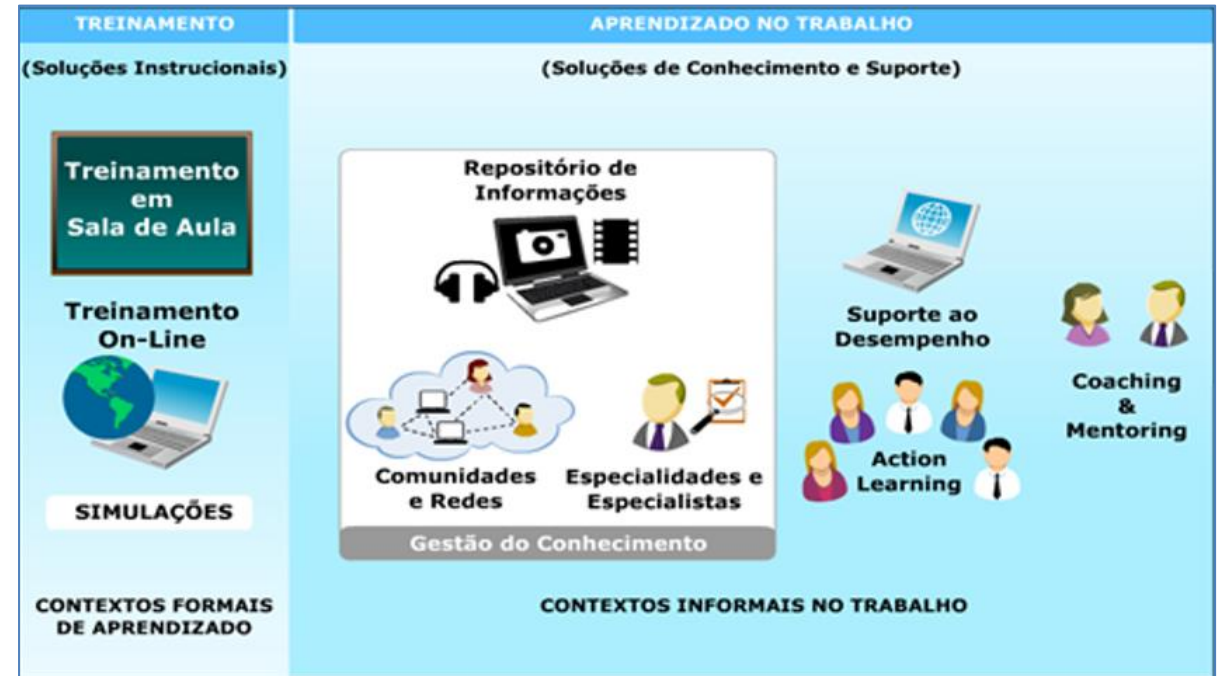 TREINAMENTO
APRENDIZADO NO TRABALHO
(Soluções Instrucionais)
(Soluções de Conhecimento e Suporte)
Treinamento
em
Sala de Aula
Treinamento
On-Line
SIMULAÇÕES
CONTEXTOS FORMAIS
DE APRENDIZADO
Repositório de
Informações
Comunidades
e Redes
Especialidades e
Especialistas
Gestão do Conhecimento
Suporte ao
Desempenho
Action
Learning
Coaching
&
Mentoring
CONTEXTOS INFORMAIS NO TRABALHO